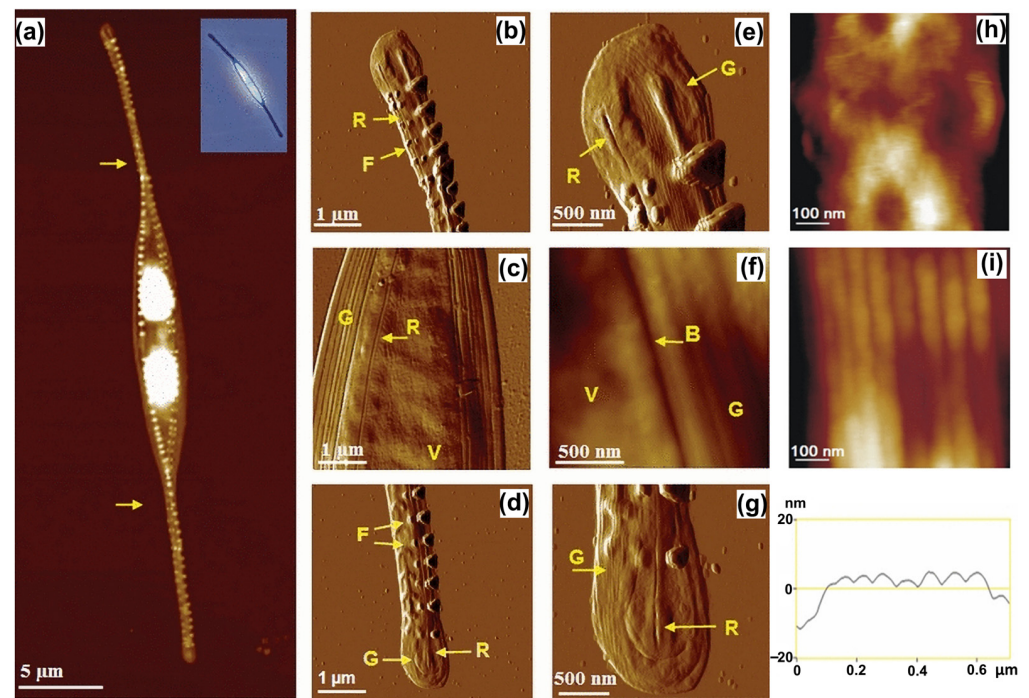 (a)
5 μm
(b)
R
F
1 μm
(c)
G
R
V
1 μm
(d)
F
G
R
1 μm
(e)
G
R
500 nm
(f)
B
V
G
500 nm
(g)
G
R
500 nm
(h)
100 nm
(i)
100 nm
nm
20
0
−20
0 0.2 0.4 0.6 μm